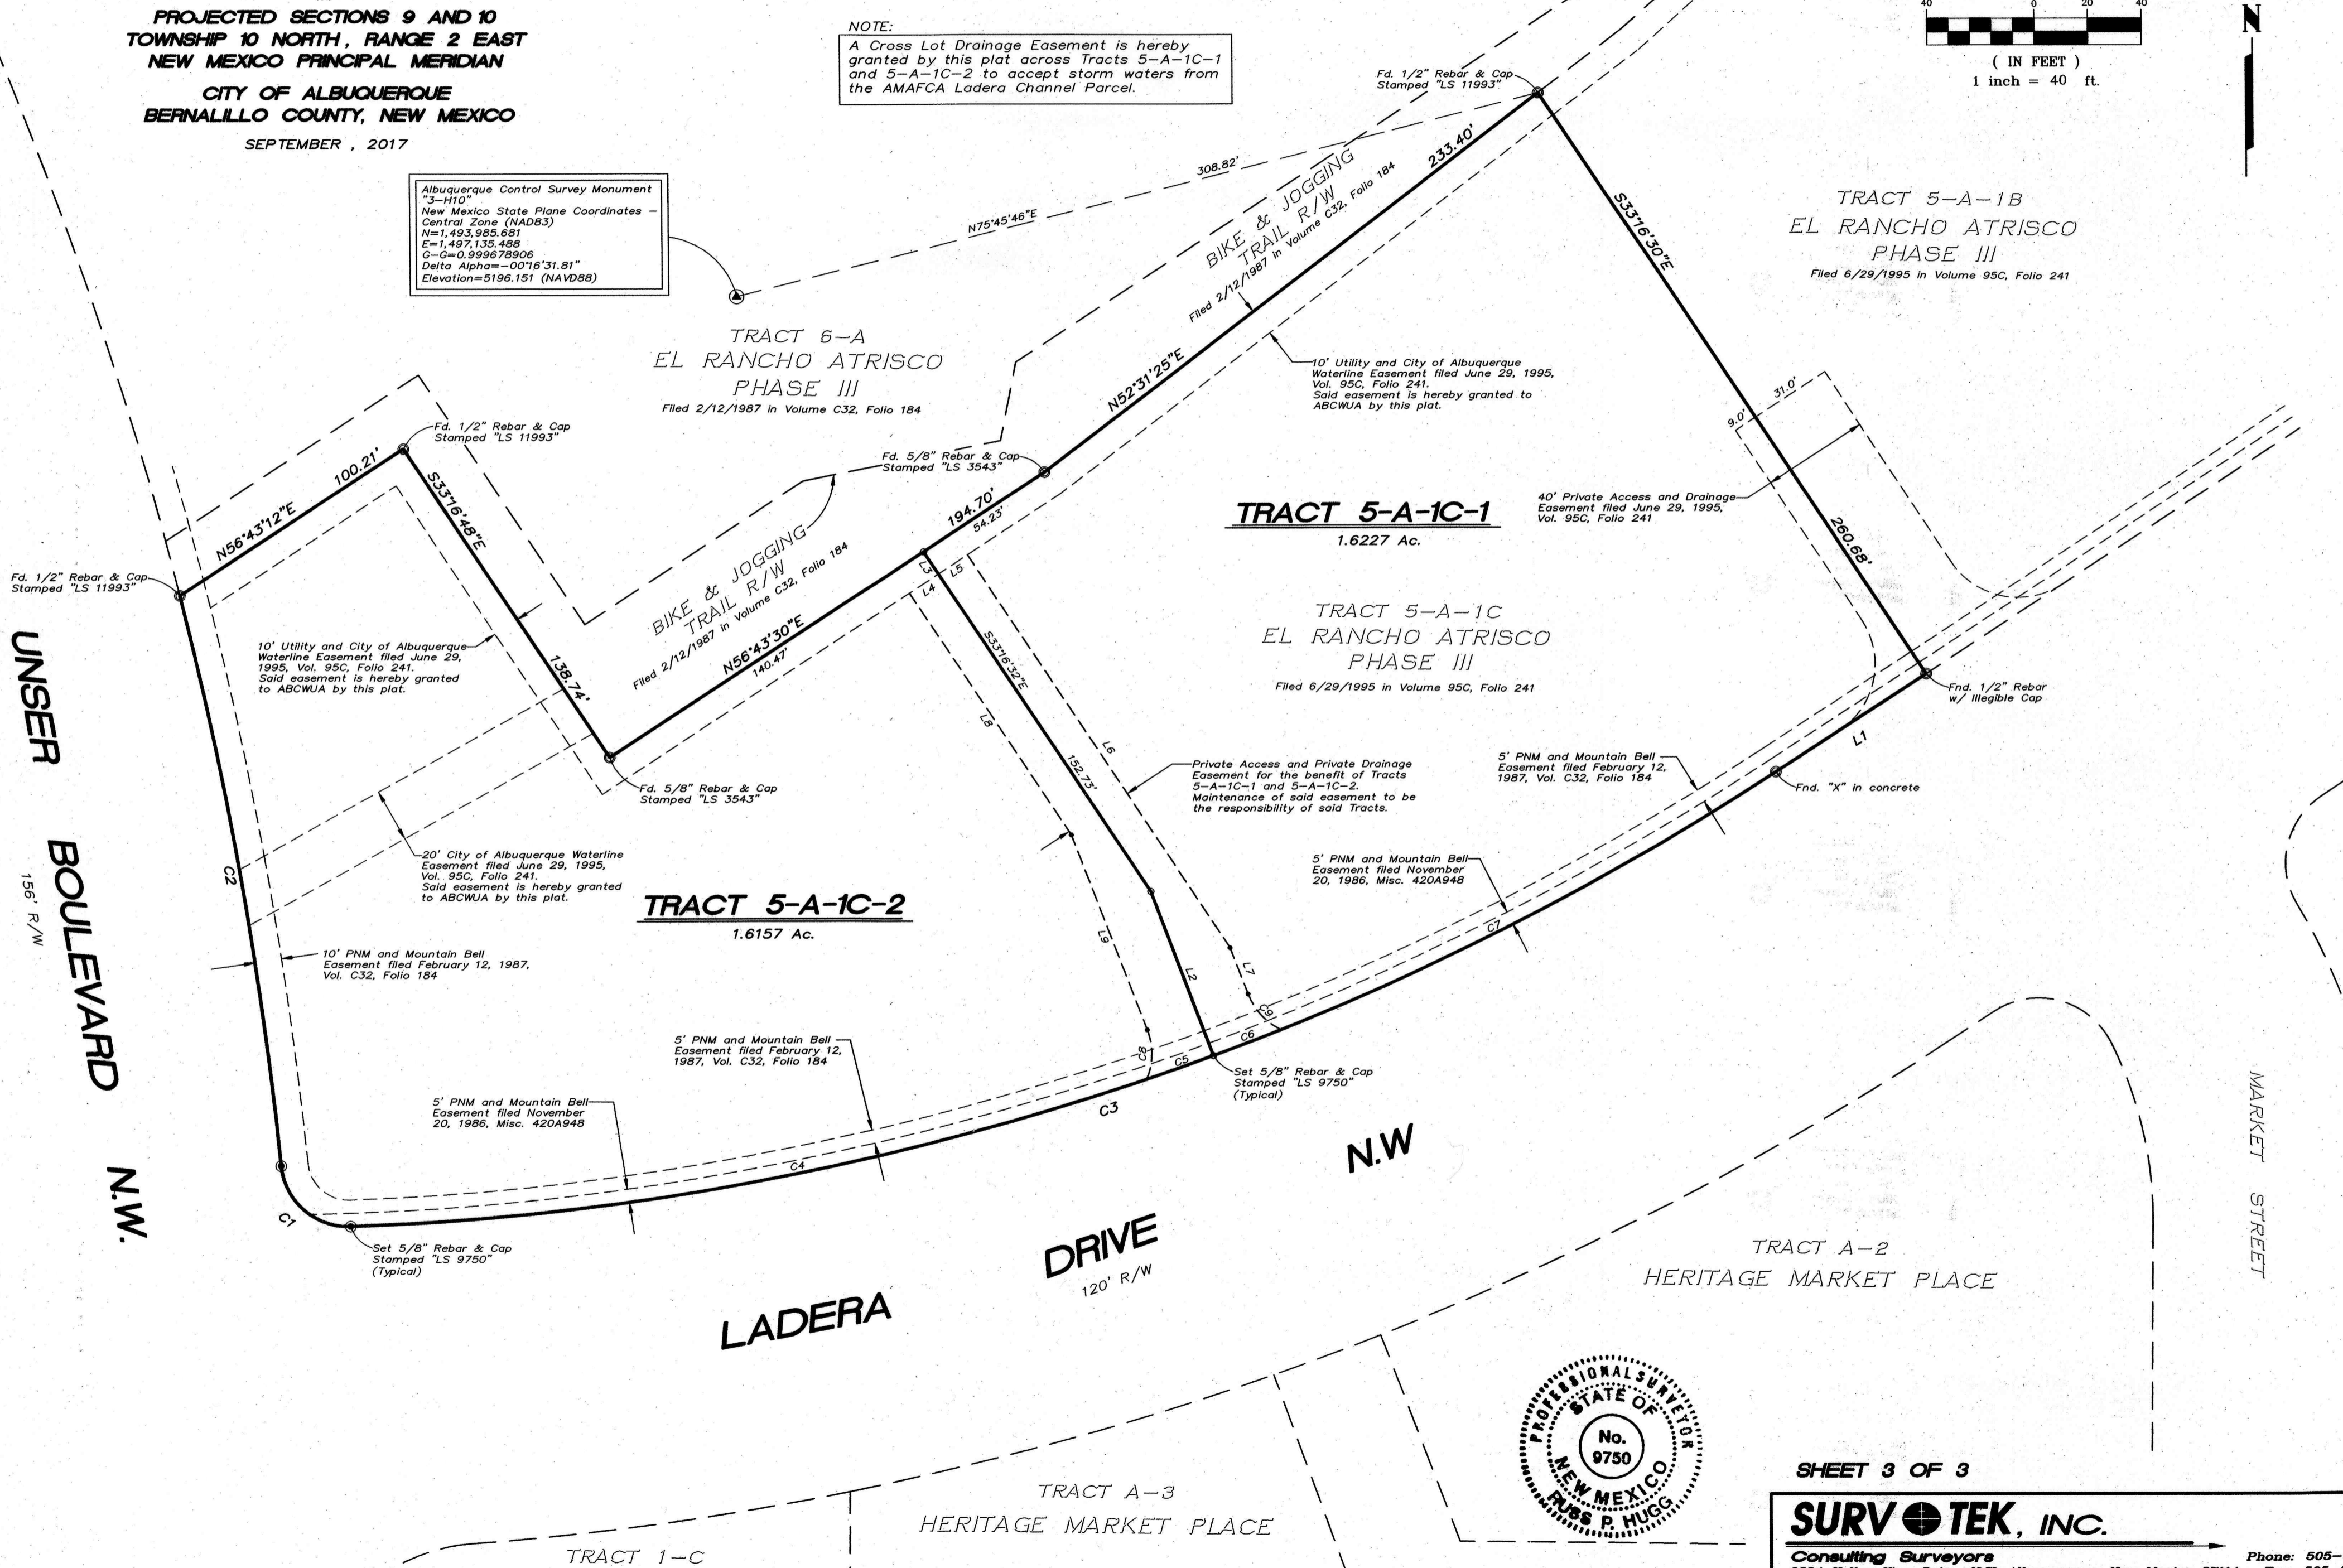 PROJECTED SECTIONS 9 AND 10
TOWNSHIP 10 NORTH, RANGE 2 EAST
NEW MEXICO PRINCIPAL MERIDIAN
CITY OF ALBUQUERQUE
BERNALILLO COUNTY, NEW MEXICO
SEPTEMBER , 2017
NOTE:
A Cross Lot Drainage Easement is hereby
granted by this plat across Tracts 5-A-1C-1
and 5-A-1C-2 to accept storm waters from
the AMAFCA Ladera Channel Parcel.
40 0 20 40
( IN FEET )
1 inch = 40 ft.
N
Albuquerque Control Survey Monument
"3-H10"
New Mexico State Plane Coordinates -
Central Zone (NAD83)
N=1,493,985.681
E=1,497,135.488
G-G=0.999678906
Delta Alpha=-00°16'31.81"
Elevation=5196.151 (NAVD88)
Fd. 1/2" Rebar & Cap
Stamped "LS 11993"
308.82'
N75°45'46"E
233.40'
N52°31'25"E
BIKE & JOGGING
TRAIL R/W
Filed 2/12/1987 in Volume C32, Folio 184
S33°16'30"E
260.68'
TRACT 5-A-1B
EL RANCHO ATRISCO
PHASE III
Filed 6/29/1995 in Volume 95C, Folio 241
TRACT 6-A
EL RANCHO ATRISCO
PHASE III
Filed 2/12/1987 in Volume C32, Folio 184
10' Utility and City of Albuquerque
Waterline Easement filed June 29, 1995,
Vol. 95C, Folio 241.
Said easement is hereby granted to
ABCWUA by this plat.
9.0'
31.0'
Fd. 1/2" Rebar & Cap
Stamped "LS 11993"
100.21'
N56°43'12"E
S33°16'48"E
138.74'
Fd. 5/8" Rebar & Cap
Stamped "LS 3543"
194.70'
54.23'
TRACT 5-A-1C-1
1.6227 Ac.
40' Private Access and Drainage
Easement filed June 29, 1995,
Vol. 95C, Folio 241
Fd. 1/2" Rebar & Cap
Stamped "LS 11993"
BIKE & JOGGING
TRAIL R/W
Filed 2/12/1987 in Volume C32, Folio 184
N56°43'30"E
140.47'
L3
L4
L5
TRACT 5-A-1C
EL RANCHO ATRISCO
PHASE III
Filed 6/29/1995 in Volume 95C, Folio 241
10' Utility and City of Albuquerque
Waterline Easement filed June 29,
1995, Vol. 95C, Folio 241.
Said easement is hereby granted
to ABCWUA by this plat.
S33°16'32"E
152.73'
L8
L6
Fnd. 1/2" Rebar
w/ Illegible Cap
L1
Fnd. "X" in concrete
Fd. 5/8" Rebar & Cap
Stamped "LS 3543"
Private Access and Private Drainage
Easement for the benefit of Tracts
5-A-1C-1 and 5-A-1C-2.
Maintenance of said easement to be
the responsibility of said Tracts.
5' PNM and Mountain Bell
Easement filed February 12,
1987, Vol. C32, Folio 184
5' PNM and Mountain Bell
Easement filed November
20, 1986, Misc. 420A948
20' City of Albuquerque Waterline
Easement filed June 29, 1995,
Vol. 95C, Folio 241.
Said easement is hereby granted
to ABCWUA by this plat.
TRACT 5-A-1C-2
1.6157 Ac.
C2
C7
L9
L2
L7
C9
C6
C8
C5
C3
C4
C1
10' PNM and Mountain Bell
Easement filed February 12, 1987,
Vol. C32, Folio 184
5' PNM and Mountain Bell
Easement filed February 12,
1987, Vol. C32, Folio 184
5' PNM and Mountain Bell
Easement filed November
20, 1986, Misc. 420A948
Set 5/8" Rebar & Cap
Stamped "LS 9750"
(Typical)
Set 5/8" Rebar & Cap
Stamped "LS 9750"
(Typical)
UNSER BOULEVARD N.W.
156' R/W
LADERA DRIVE N.W
120' R/W
MARKET STREET
TRACT A-2
HERITAGE MARKET PLACE
TRACT A-3
HERITAGE MARKET PLACE
TRACT 1-C
PROFESSIONAL SURVEYOR
STATE OF
NEW MEXICO
No.
9750
RUSS P. HUGG
SHEET 3 OF 3
SURV TEK, INC.
Consulting Surveyors
Phone: 505-